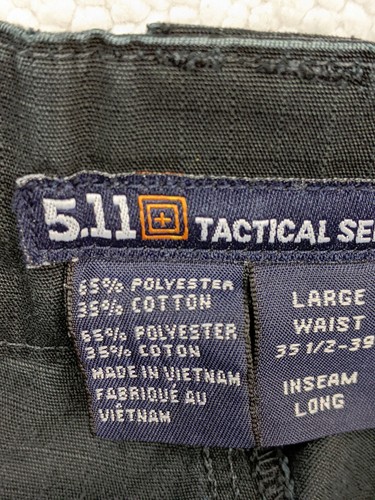 5.11 TACTICAL SE
65% POLYESTER
35% COTTON
65% POLYESTER
35% COTON
MADE IN VIETNAM
FABRIQUÉ AU
VIÊTNAM
LARGE
WAIST
35 1/2-39
INSEAM
LONG